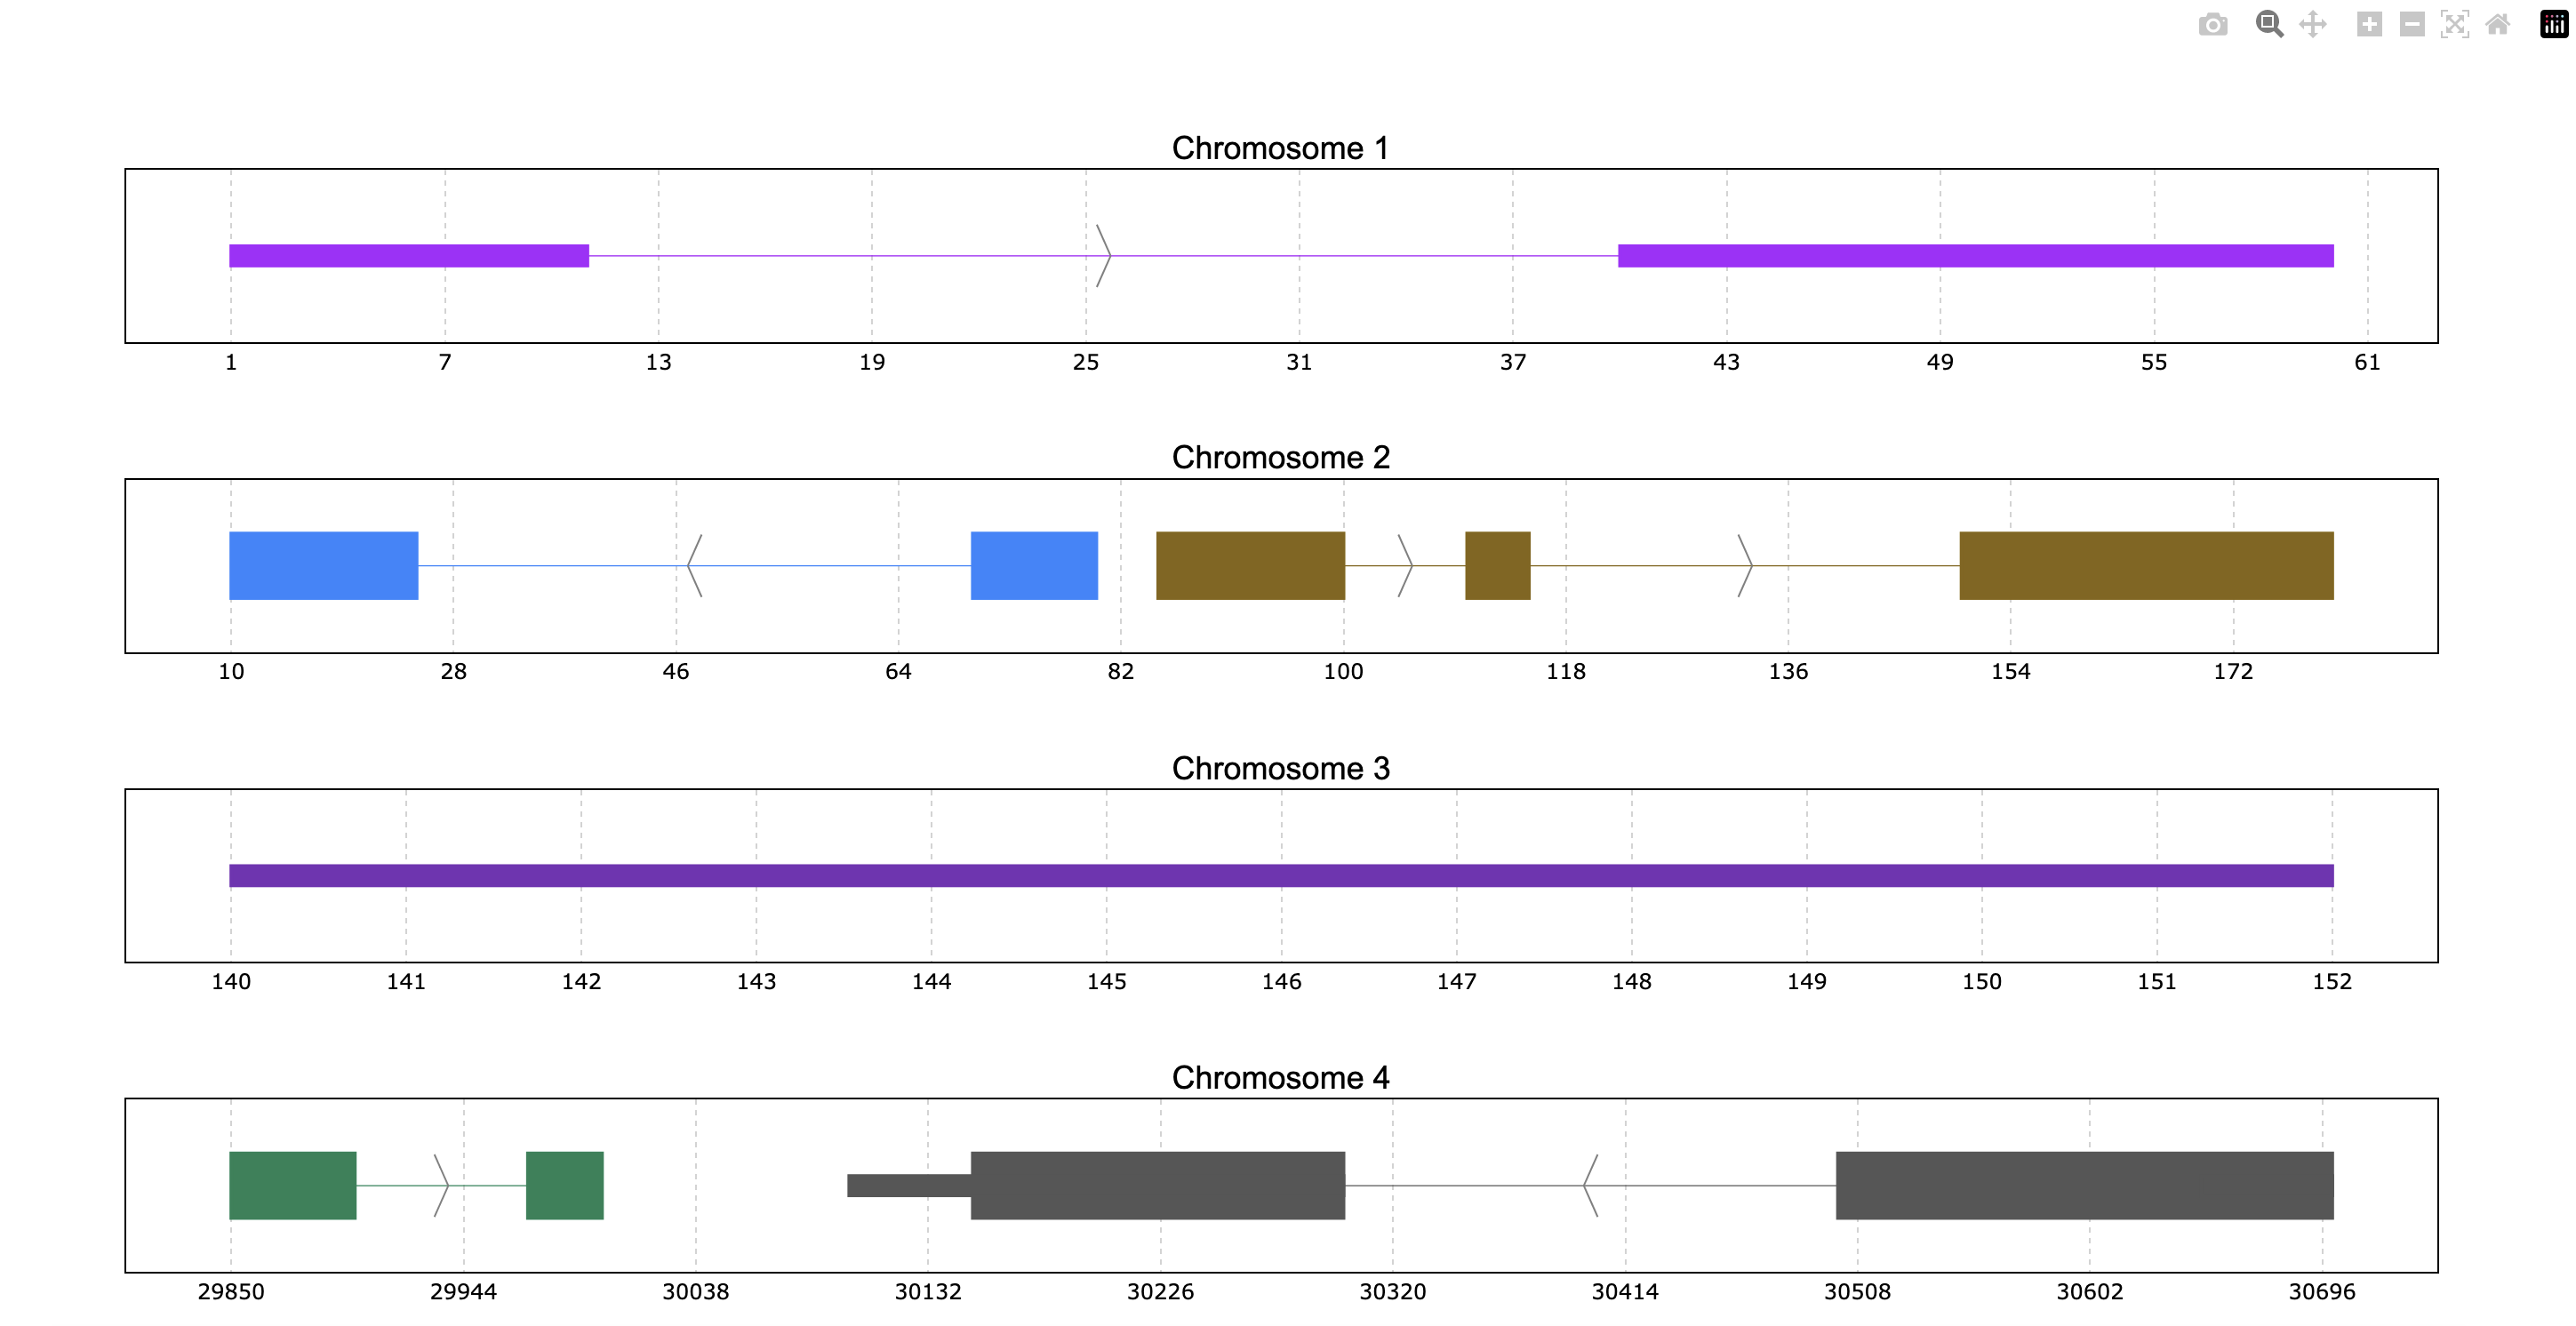 Chromosome 1
1 7 13 19 25 31 37 43 49 55 61
Chromosome 2
10 28 46 64 82 100 118 136 154 172
Chromosome 3
140 141 142 143 144 145 146 147 148 149 150 151 152
Chromosome 4
29850 29944 30038 30132 30226 30320 30414 30508 30602 30696